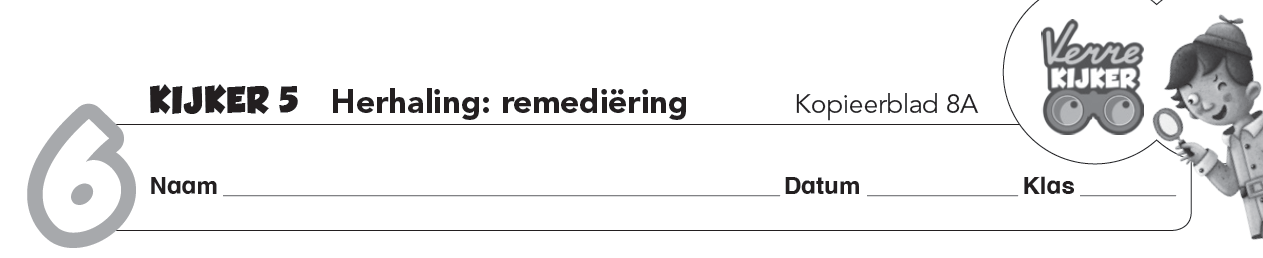 Verre
KIJKER
KIJKER 5 Herhaling: remediëring Kopieerblad 8A
6
Naam Datum Klas